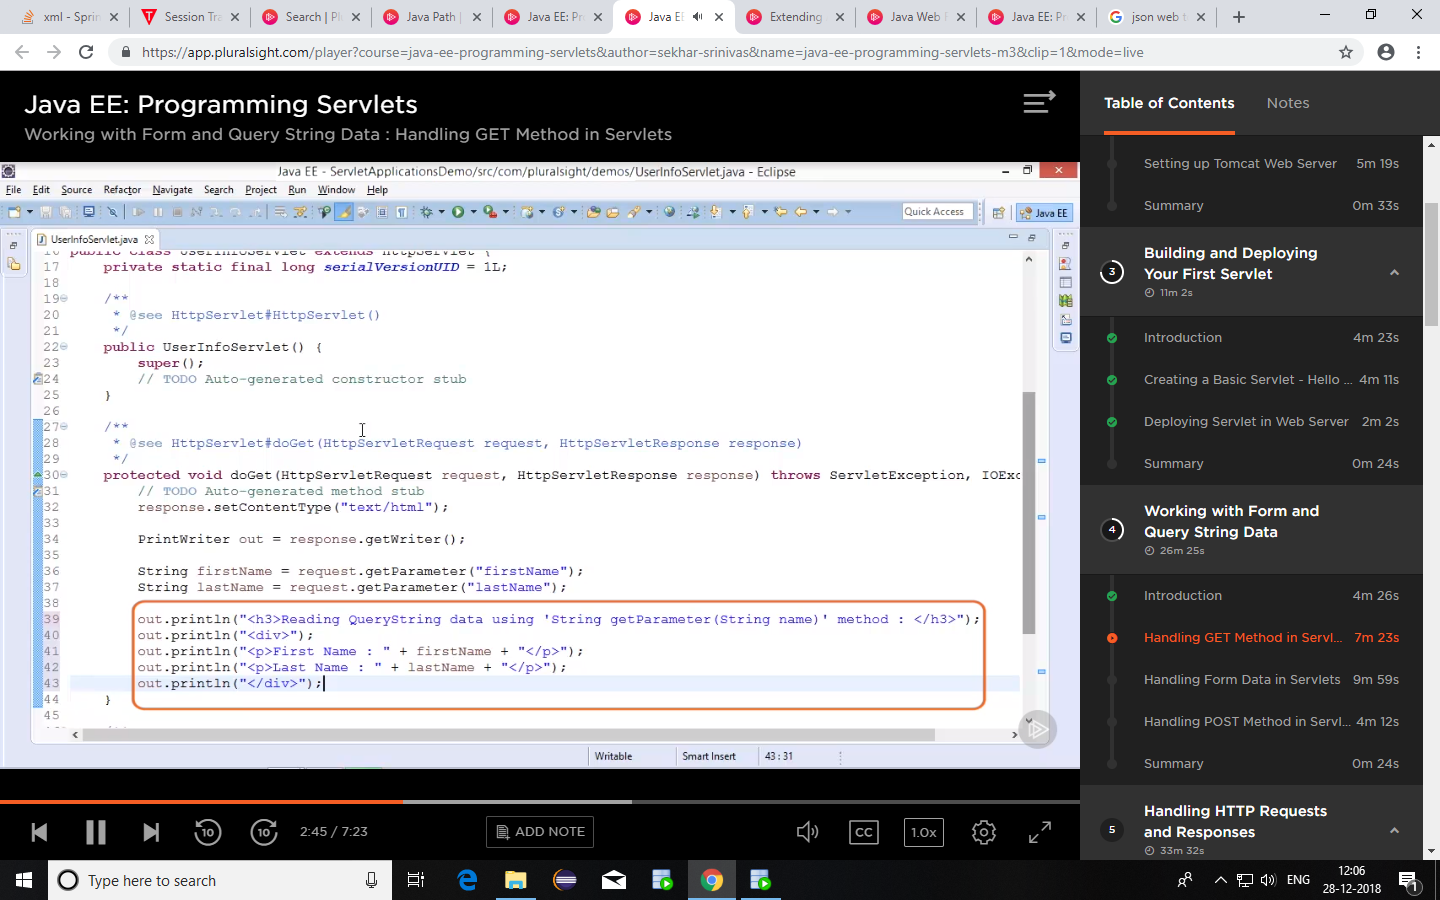 xml - Sprin
Session Tra
Search | Pl
Java Path |
Java EE: Pr
Java EE
Extending
Java Web F
Java EE: Pr
json web t
https://app.pluralsight.com/player?course=java-ee-programming-servlets&author=sekhar-srinivas&name=java-ee-programming-servlets-m3&clip=1&mode=live
Java EE: Programming Servlets
Working with Form and Query String Data : Handling GET Method in Servlets
Java EE - ServletApplicationsDemo/src/com/pluralsight/demos/UserInfoServlet.java - Eclipse
File Edit Source Refactor Navigate Search Project Run Window Help
Quick Access
Java EE
UserInfoServlet.java
16 public class UserInfoServlet extends HttpServlet {
17 private static final long serialVersionUID = 1L;
18
19 /**
20 * @see HttpServlet#HttpServlet()
21 */
22 public UserInfoServlet() {
23 super();
24 // TODO Auto-generated constructor stub
25 }
26
27 /**
28 * @see HttpServlet#doGet(HttpServletRequest request, HttpServletResponse response)
29 */
30 protected void doGet(HttpServletRequest request, HttpServletResponse response) throws ServletException, IOExc
31 // TODO Auto-generated method stub
32 response.setContentType("text/html");
33
34 PrintWriter out = response.getWriter();
35
36 String firstName = request.getParameter("firstName");
37 String lastName = request.getParameter("lastName");
38
39 out.println("<h3>Reading QueryString data using 'String getParameter(String name)' method : </h3>");
40 out.println("<div>");
41 out.println("<p>First Name : " + firstName + "</p>");
42 out.println("<p>Last Name : " + lastName + "</p>");
43 out.println("</div>");
44 }
45
Writable Smart Insert 43 : 31
10 10 2:45 / 7:23
ADD NOTE
CC 1.0x
Table of Contents Notes
Setting up Tomcat Web Server 5m 19s
Summary 0m 33s
3 Building and Deploying
Your First Servlet
11m 2s
Introduction 4m 23s
Creating a Basic Servlet - Hello ... 4m 11s
Deploying Servlet in Web Server 2m 2s
Summary 0m 24s
4 Working with Form and
Query String Data
26m 25s
Introduction 4m 26s
Handling GET Method in Servl... 7m 23s
Handling Form Data in Servlets 9m 59s
Handling POST Method in Servl... 4m 12s
Summary 0m 24s
5 Handling HTTP Requests
and Responses
33m 32s
Type here to search
ENG
12:06
28-12-2018
1